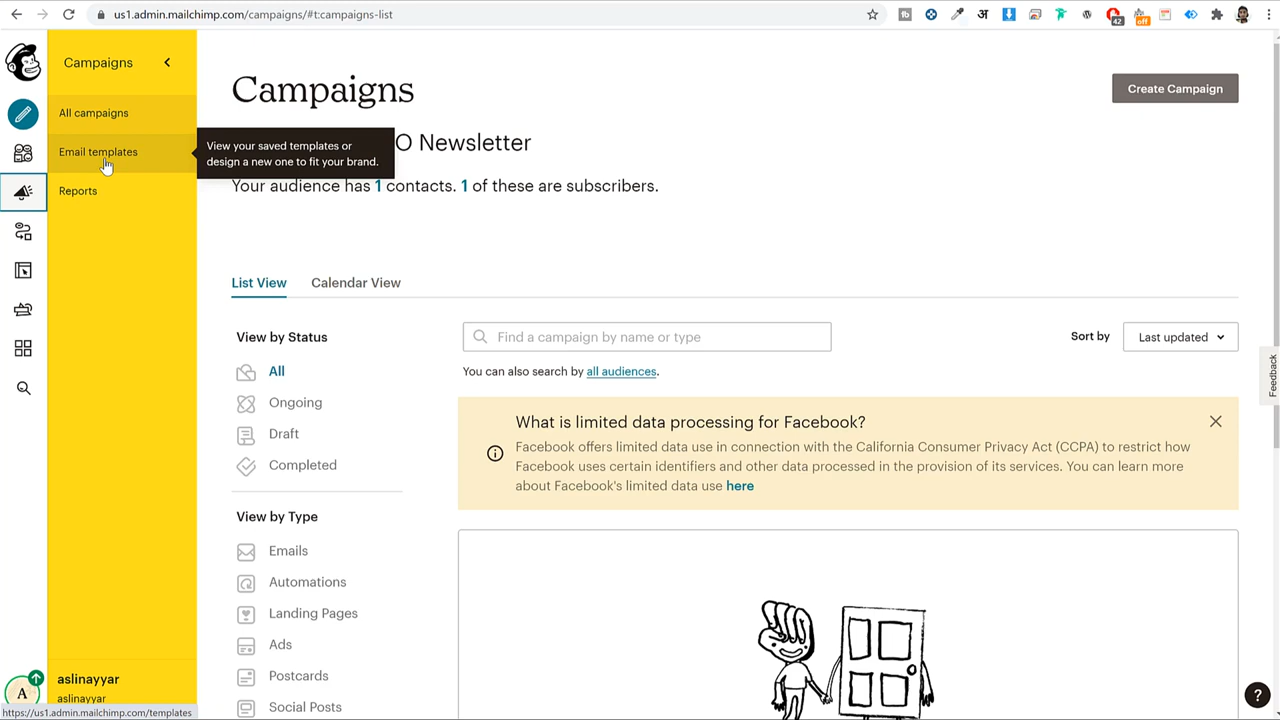 us1.admin.mailchimp.com/campaigns/#t:campaigns-list
अ
42
off
Campaigns
All campaigns
Email templates
Reports
View your saved templates or
design a new one to fit your brand.
Campaigns
Create Campaign
O Newsletter
Your audience has 1 contacts. 1 of these are subscribers.
List View
Calendar View
View by Status
All
Ongoing
Draft
Completed
View by Type
Emails
Automations
Landing Pages
Ads
Postcards
Social Posts
Find a campaign by name or type
Sort by
Last updated
You can also search by all audiences.
What is limited data processing for Facebook?
Facebook offers limited data use in connection with the California Consumer Privacy Act (CCPA) to restrict how
Facebook uses certain identifiers and other data processed in the provision of its services. You can learn more
about Facebook's limited data use here
Feedback
A
aslinayyar
aslinayyar
https://us1.admin.mailchimp.com/templates
?